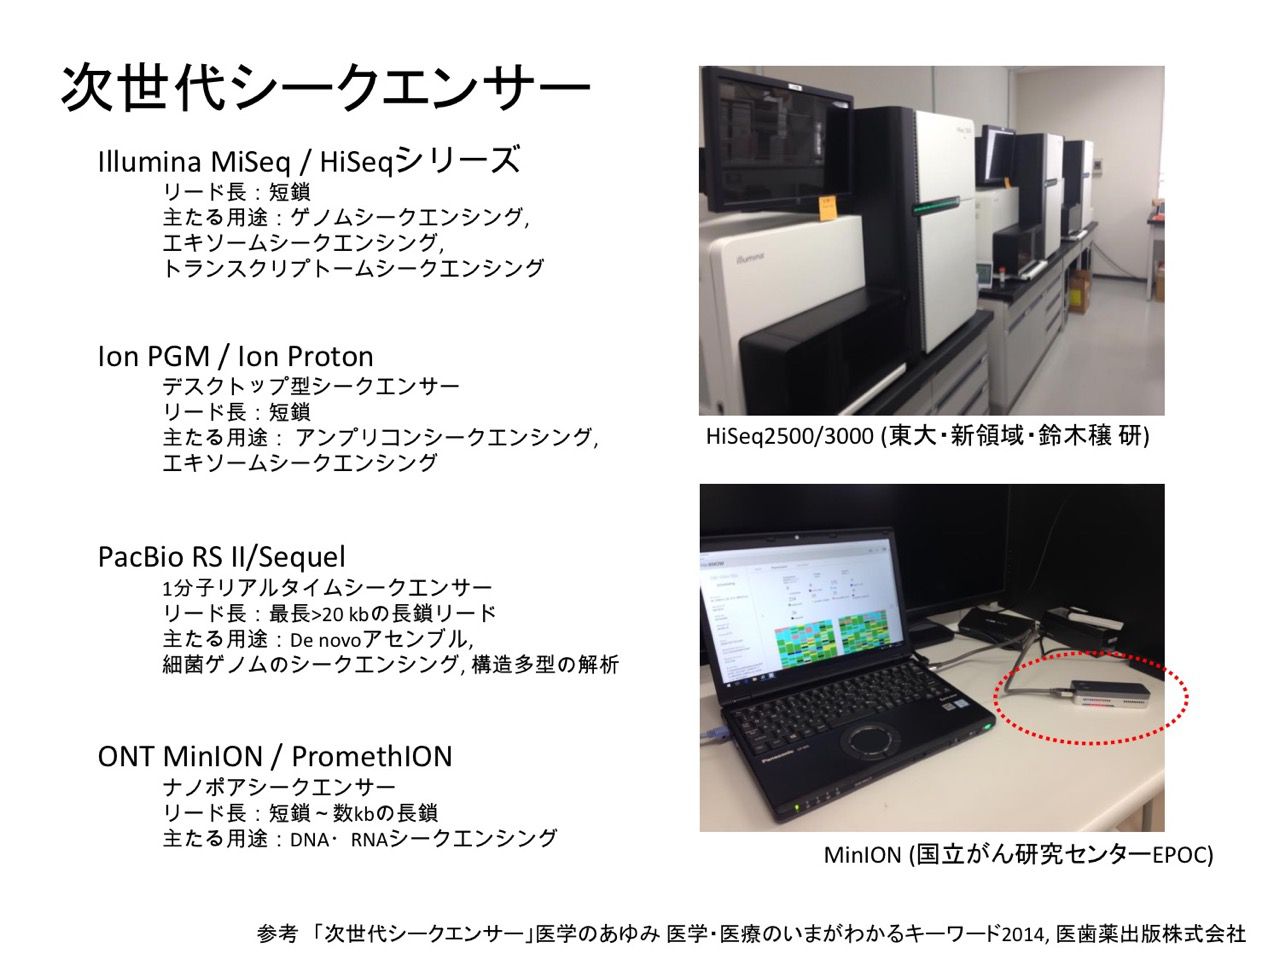 次世代シークエンサー
Illumina MiSeq / HiSeqシリーズ
リード長：短鎖
主たる用途：ゲノムシークエンシング,
エキソームシークエンシング,
トランスクリプトームシークエンシング
Ion PGM / Ion Proton
デスクトップ型シークエンサー
リード長：短鎖
主たる用途： アンプリコンシークエンシング,
エキソームシークエンシング
PacBio RS II/Sequel
1分子リアルタイムシークエンサー
リード長：最長>20 kbの長鎖リード
主たる用途：De novoアセンブル,
細菌ゲノムのシークエンシング, 構造多型の解析
ONT MinION / PromethION
ナノポアシークエンサー
リード長：短鎖～数kbの長鎖
主たる用途：DNA・RNAシークエンシング
illumina
HiSeq2500/3000 (東大・新領域・鈴木穣 研)
Panasonic
MinION (国立がん研究センターEPOC)
参考 「次世代シークエンサー」医学のあゆみ 医学・医療のいまがわかるキーワード2014, 医歯薬出版株式会社